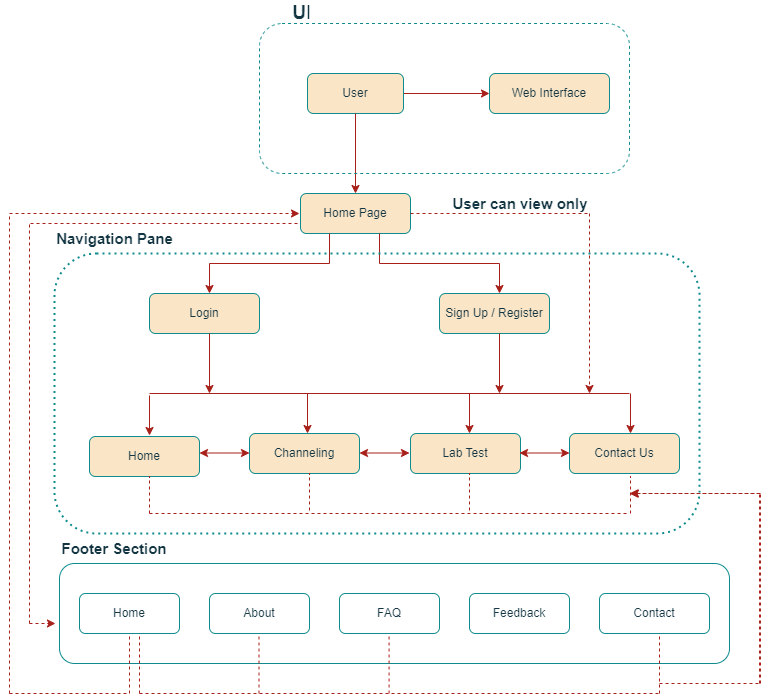 UI
User
Web Interface
Home Page
User can view only
Navigation Pane
Login
Sign Up / Register
Home
Channeling
Lab Test
Contact Us
Footer Section
Home
About
FAQ
Feedback
Contact